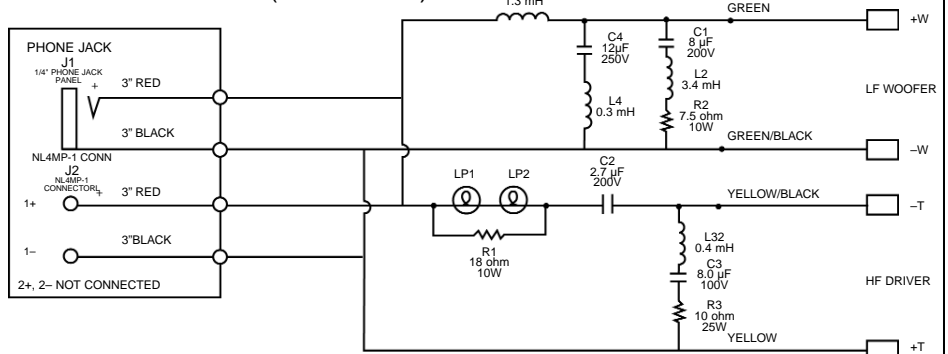 1.3 mH
GREEN
+W
PHONE JACK
J1
1/4" PHONE JACK
PANEL
+
3" RED
C4
12µF
250V
C1
8 µF
200V
L2
3.4 mH
LF WOOFER
L4
0.3 mH
R2
7.5 ohm
10W
3" BLACK
GREEN/BLACK
–W
NL4MP-1 CONN
J2
NL4MP-1
CONNECTORL
+
1+
3" RED
LP1
LP2
C2
2.7 µF
200V
YELLOW/BLACK
–T
R1
18 ohm
10W
L32
0.4 mH
1–
3"BLACK
C3
8.0 µF
100V
HF DRIVER
2+, 2– NOT CONNECTED
R3
10 ohm
25W
YELLOW
+T